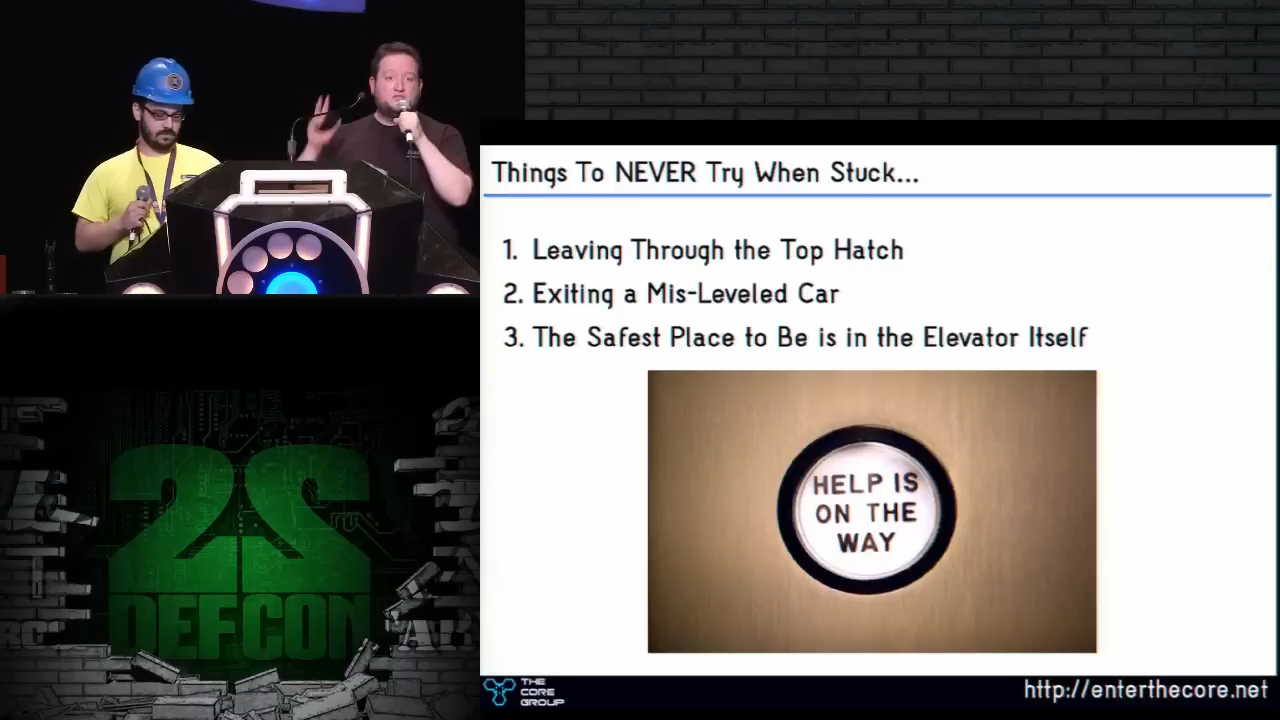 Things To NEVER Try When Stuck...
1. Leaving Through the Top Hatch
2. Exiting a Mis-Leveled Car
3. The Safest Place to Be is in the Elevator Itself
HELP IS
ON THE
WAY
22
DEFCON
THE
CORE
GROUP
http://enterthecore.net